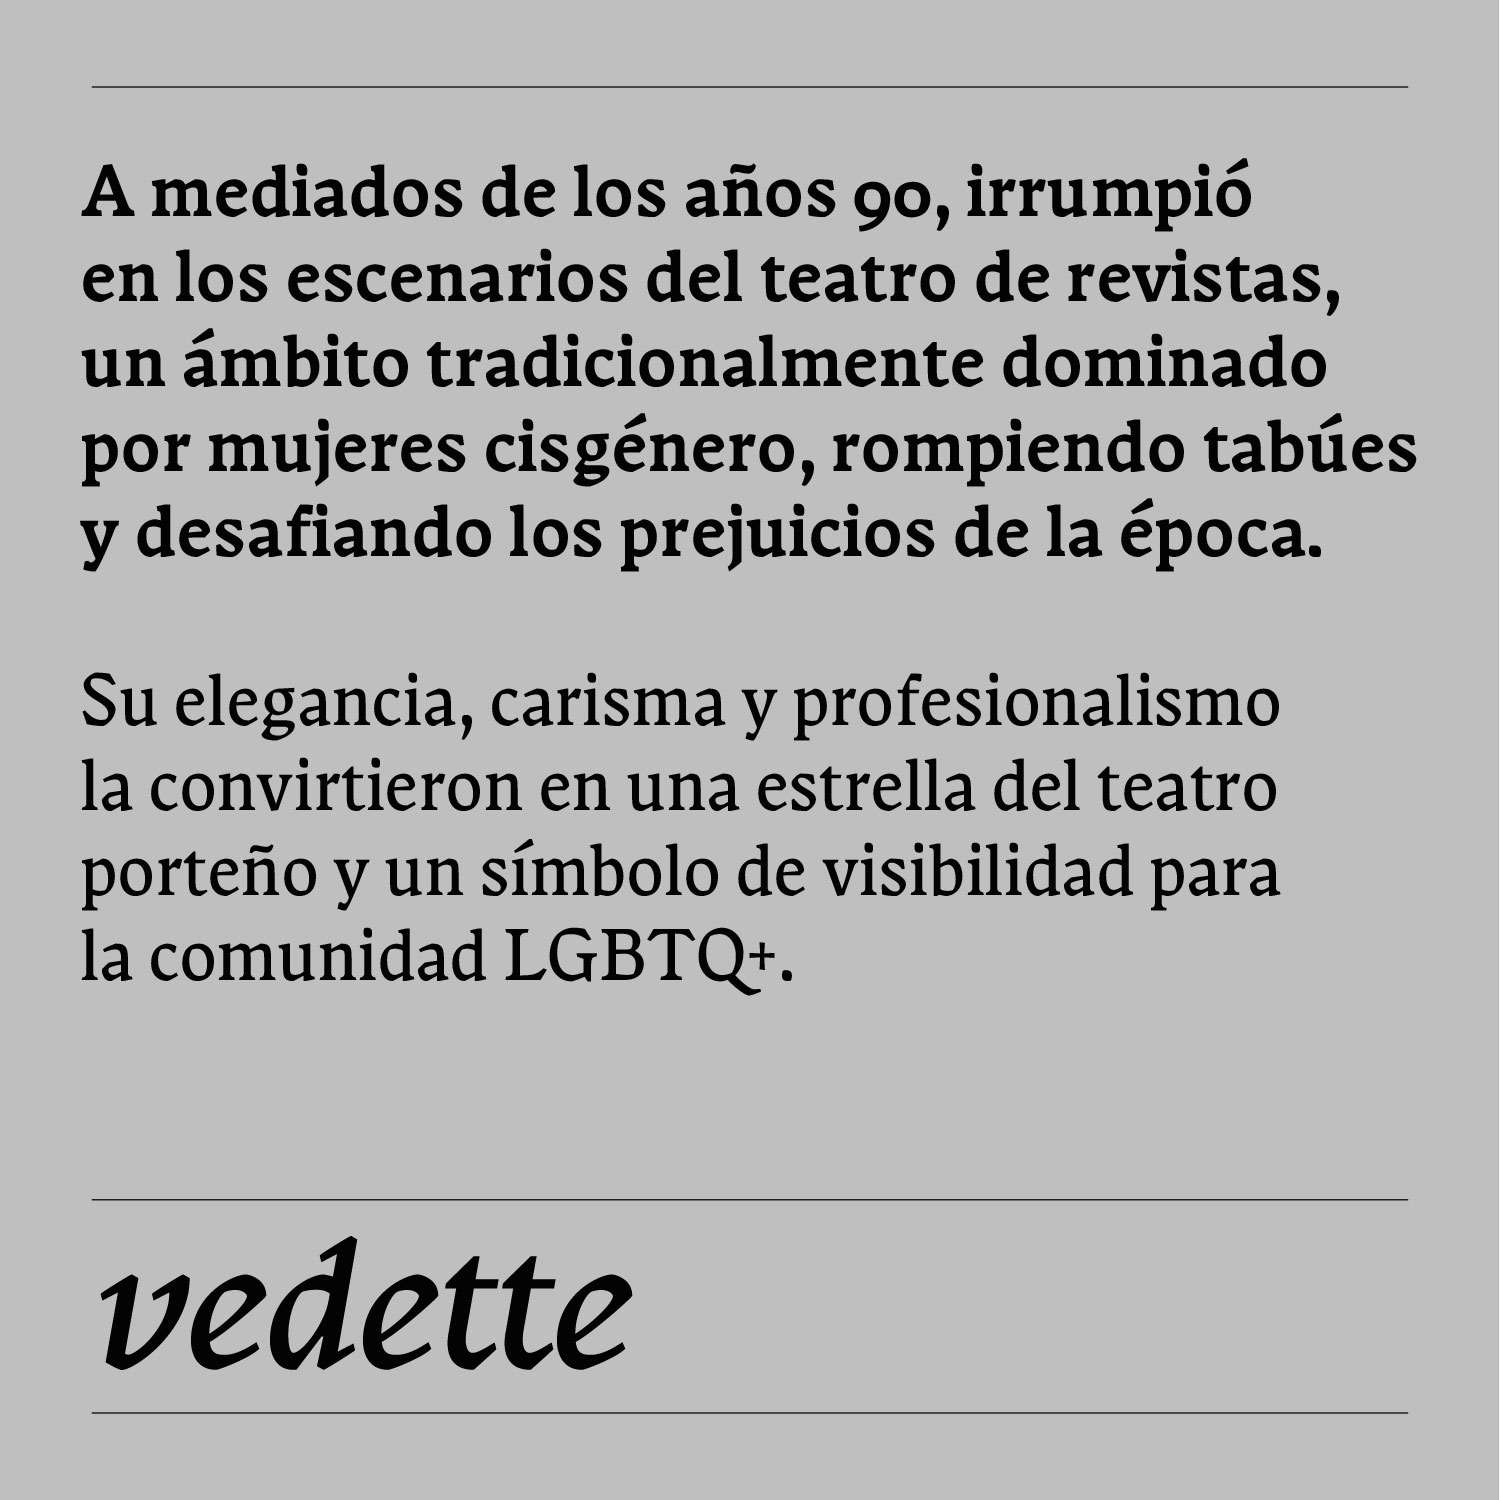 A mediados de los años 90, irrumpió
en los escenarios del teatro de revistas,
un ámbito tradicionalmente dominado
por mujeres cisgénero, rompiendo tabúes
y desafiando los prejuicios de la época.
Su elegancia, carisma y profesionalismo
la convirtieron en una estrella del teatro
porteño y un símbolo de visibilidad para
la comunidad LGBTQ+.
vedette